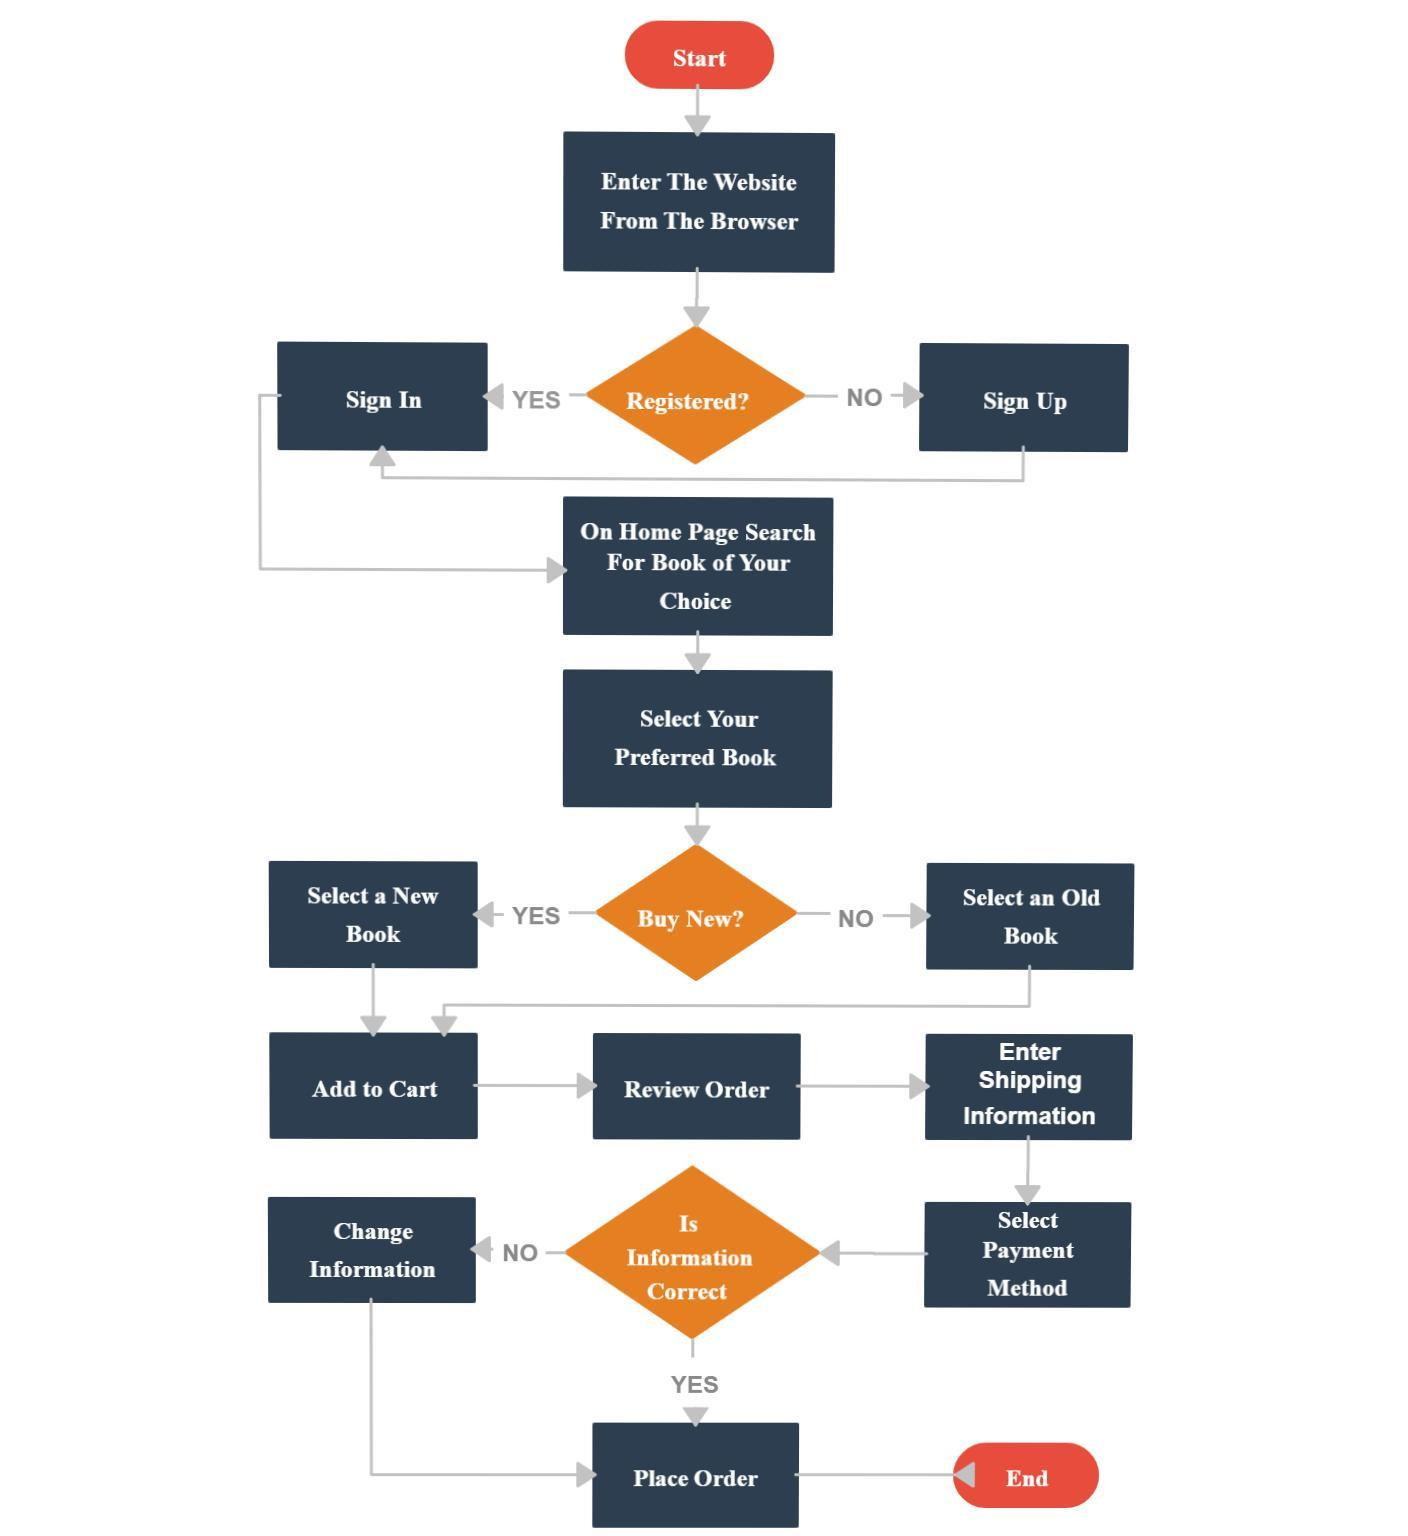 Start
Enter The Website
From The Browser
Sign In
YES
Registered?
NO
Sign Up
On Home Page Search
For Book of Your
Choice
Select Your
Preferred Book
Select a New
Book
YES
Buy New?
NO
Select an Old
Book
Add to Cart
Review Order
Enter
Shipping
Information
Change
Information
NO
Is
Information
Correct
Select
Payment
Method
YES
Place Order
End